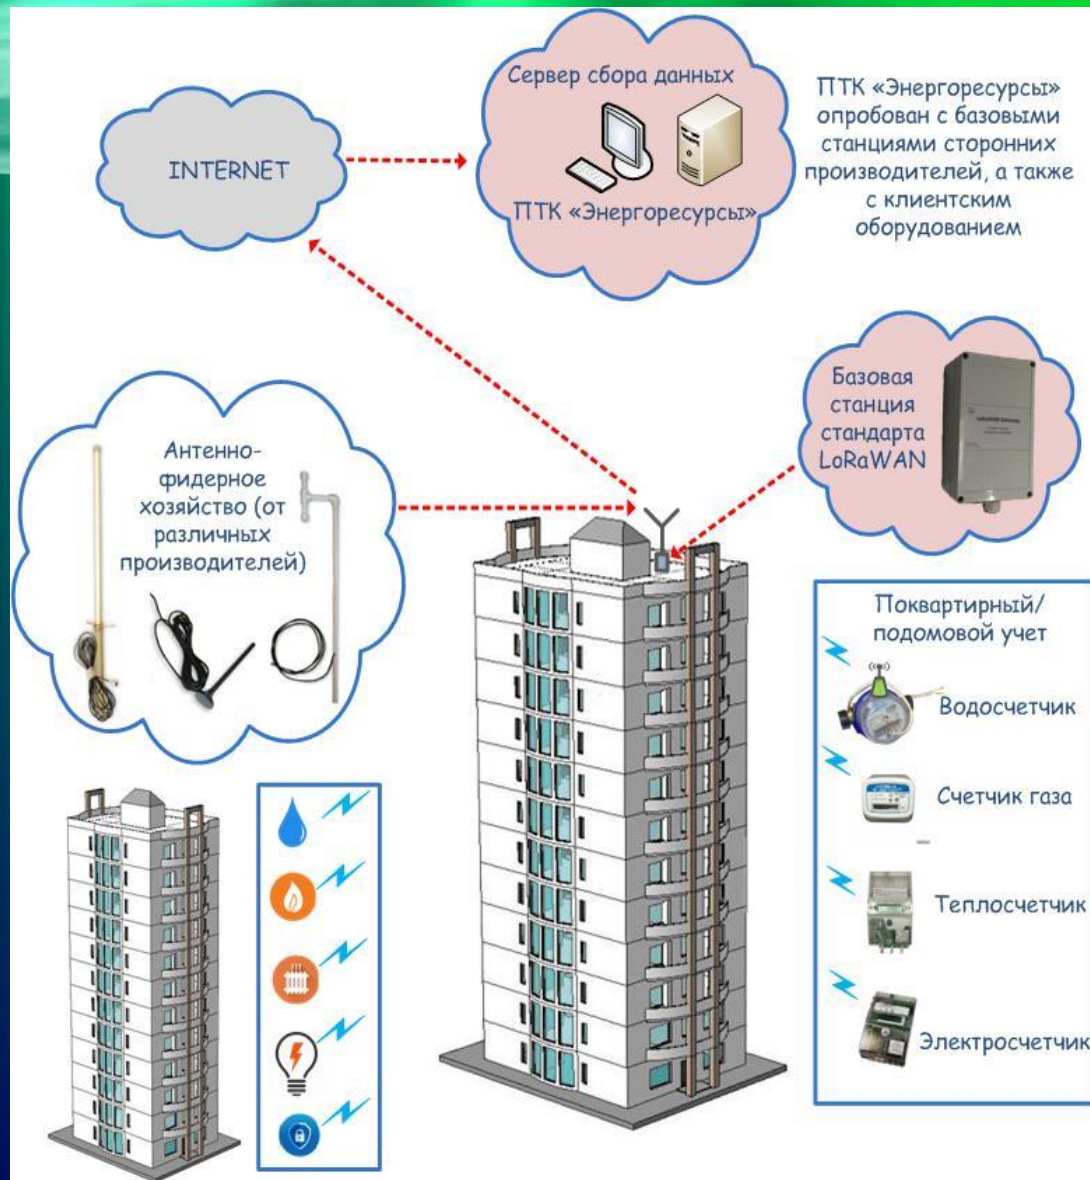 Сервер сбора данных
ПТК «Энергоресурсы»
INTERNET
ПТК «Энергоресурсы»
опробован с базовыми
станциями сторонних
производителей, а также
с клиентским
оборудованием
Базовая
станция
стандарта
LoRaWAN
Антенно-
фидерное
хозяйство (от
различных
производителей)
Поквартирный/
подомовой учет
Водосчетчик
Счетчик газа
Теплосчетчик
Электросчетчик